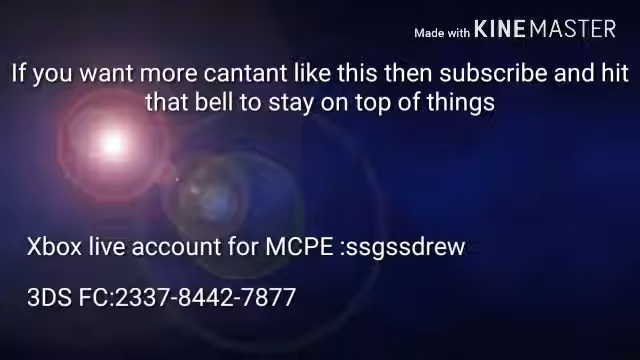 Made with KINEMASTER
If you want more cantant like this then subscribe and hit
that bell to stay on top of things
Xbox live account for MCPE :ssgssdrew
3DS FC:2337-8442-7877